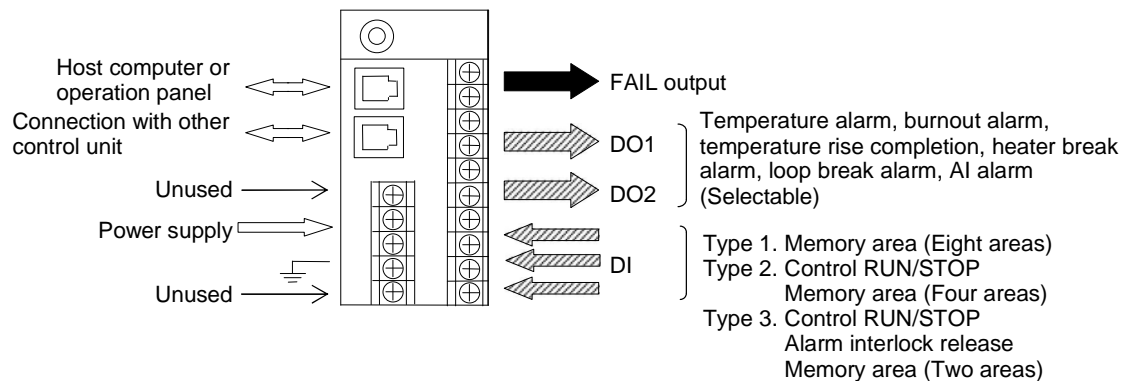 Host computer or
operation panel
Connection with other
control unit
Unused
Power supply
Unused
FAIL output
DO1
DO2
Temperature alarm, burnout alarm,
temperature rise completion, heater break
alarm, loop break alarm, AI alarm
(Selectable)
DI
Type 1. Memory area (Eight areas)
Type 2. Control RUN/STOP
Memory area (Four areas)
Type 3. Control RUN/STOP
Alarm interlock release
Memory area (Two areas)